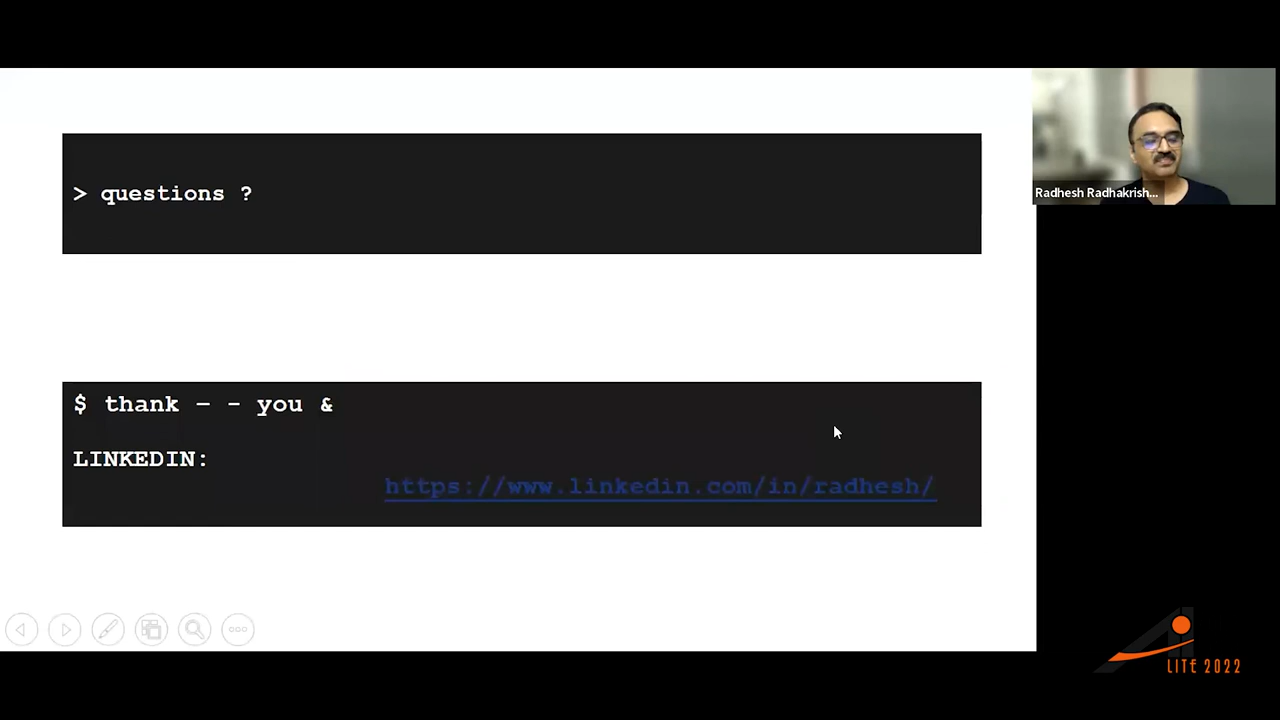 > questions ?
Radhesh Radhakrish...
$ thank – - you &
LINKEDIN:
https://www.linkedin.com/in/radhesh/
LITE 2022